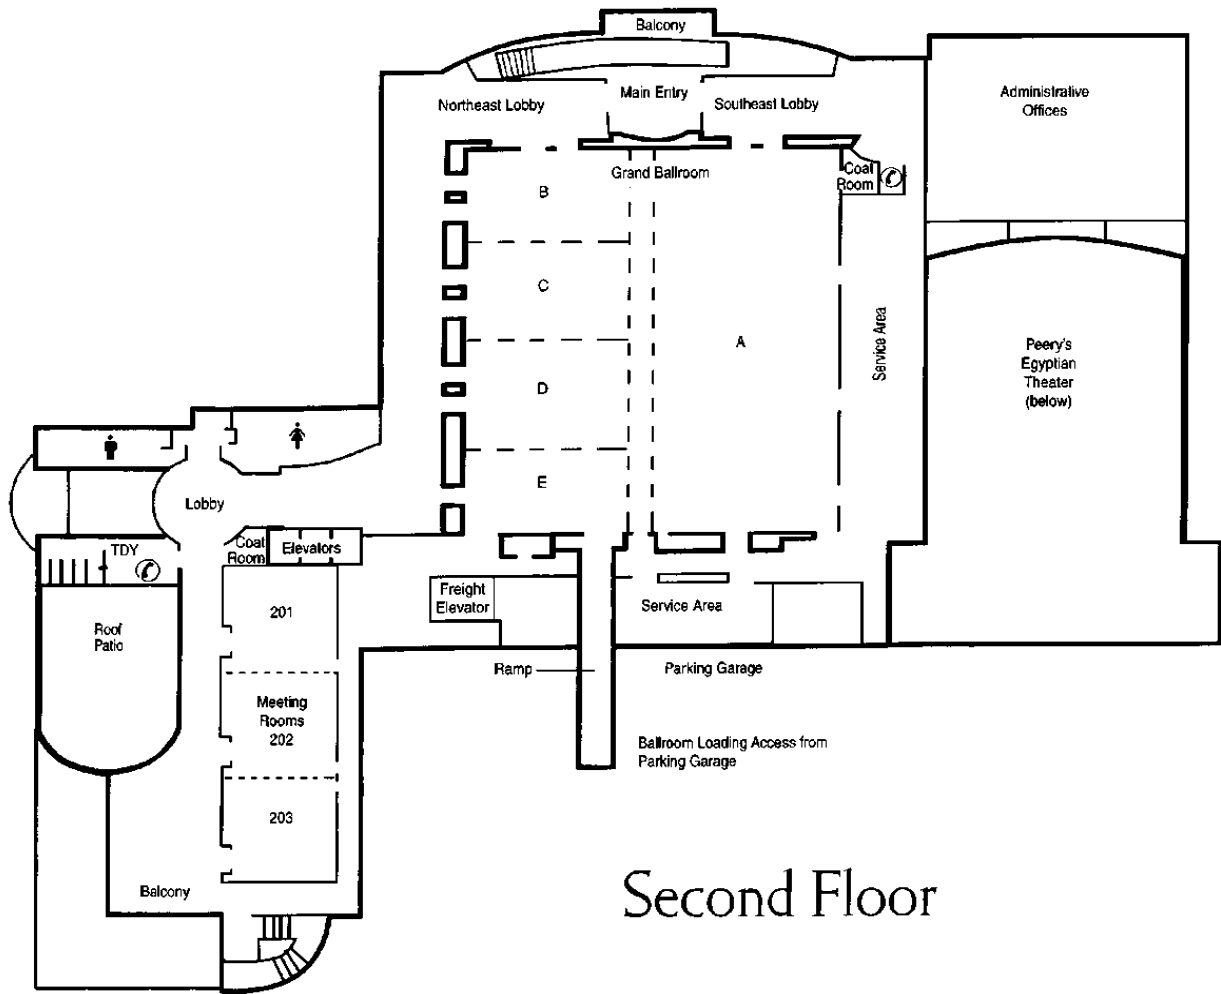 Balcony
Main Entry
Northeast Lobby
Southeast Lobby
Administrative
Offices
Grand Ballroom
Coat
Room
B
C
A
D
E
Service Area
Peery's
Egyptian
Theater
(below)
Lobby
TDY
Coat
Room
Elevators
Freight
Elevator
Service Area
201
Roof
Patio
Ramp
Parking Garage
Meeting
Rooms
202
Ballroom Loading Access from
Parking Garage
203
Balcony
Second Floor